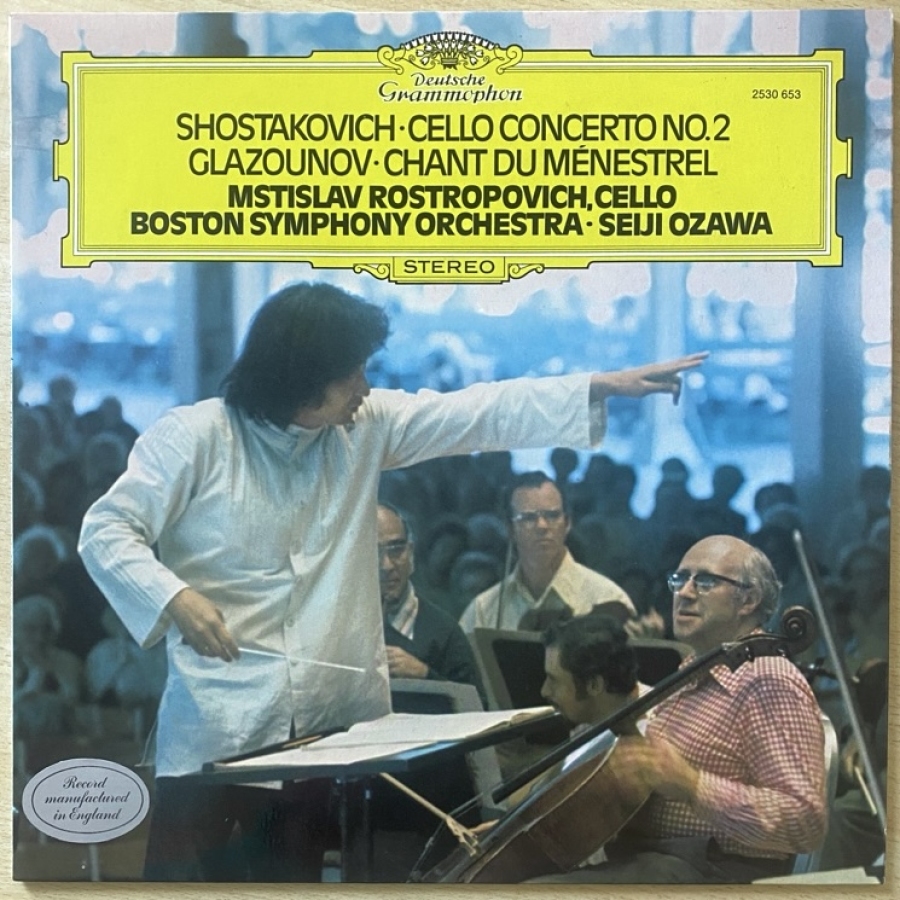 Deutsche
Grammophon
2530 653
SHOSTAKOVICH·CELLO CONCERTO NO.2
GLAZOUNOV·CHANT DU MÉNESTREL
MSTISLAV ROSTROPOVICH, CELLO
BOSTON SYMPHONY ORCHESTRA· SEIJI OZAWA
STEREO
Record
manufactured
in England